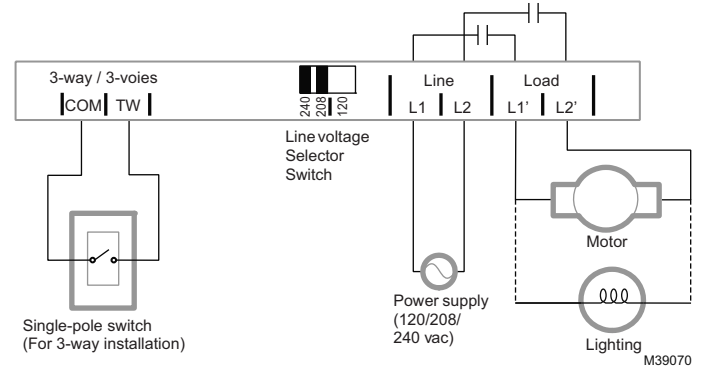 3-way / 3-voies
COM TW
240 208 120
Line voltage
Selector
Switch
Line Load
L1 L2 L1' L2'
Motor
Single-pole switch
(For 3-way installation)
Power supply
(120/208/
240 vac)
Lighting
M39070